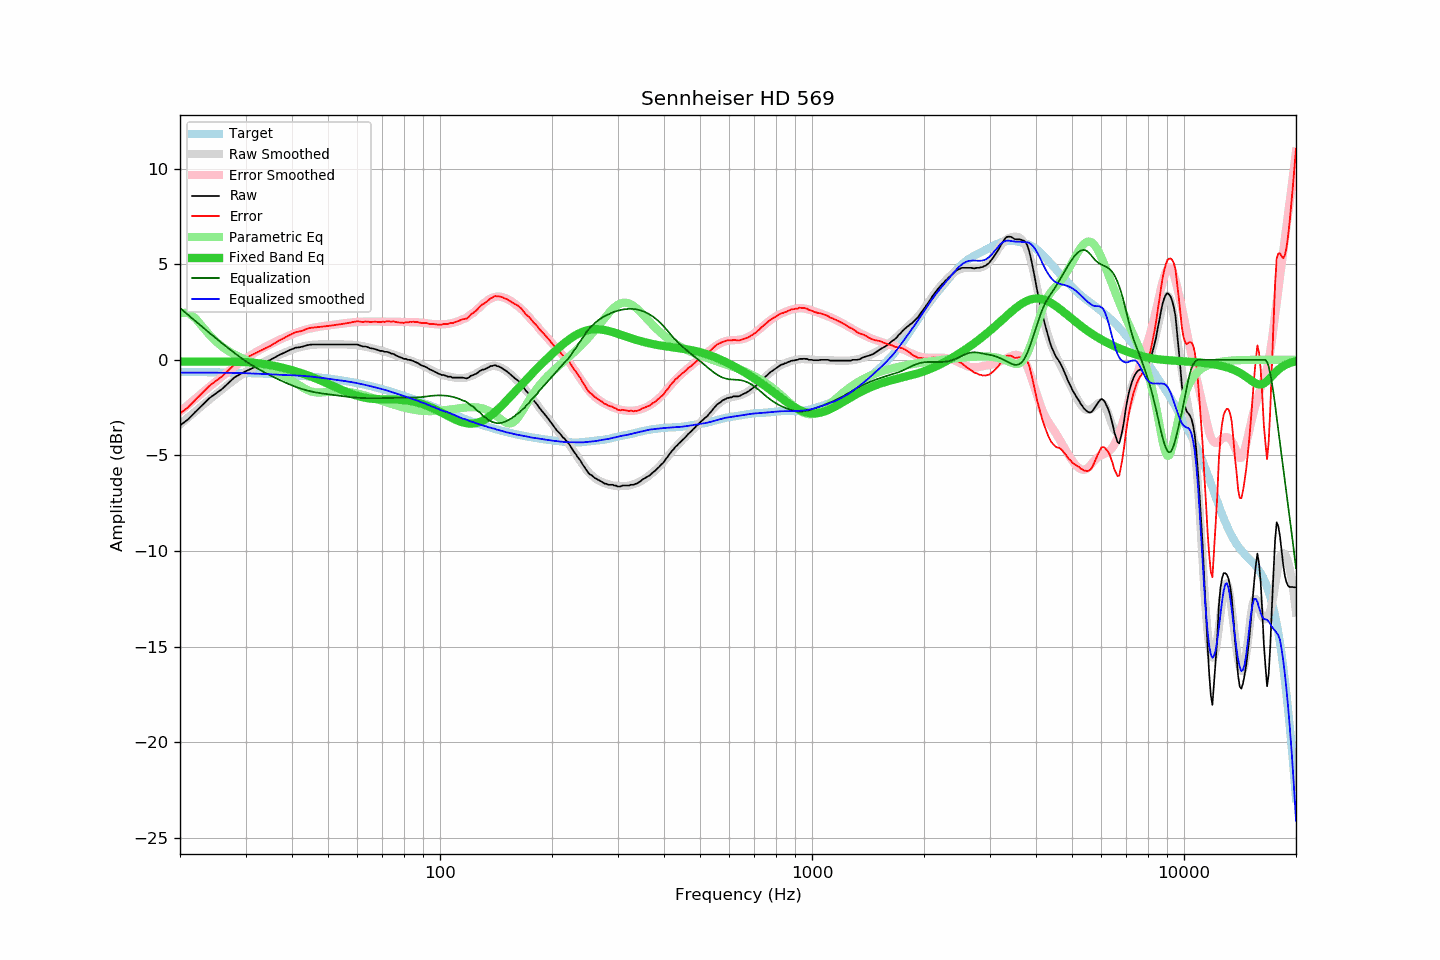 Sennheiser HD 569
Target
Raw Smoothed
Error Smoothed
Raw
Error
Parametric Eq
Fixed Band Eq
Equalization
Equalized smoothed
10
5
0
−5
−10
−15
−20
−25
Amplitude (dBr)
100 1000 10000
Frequency (Hz)